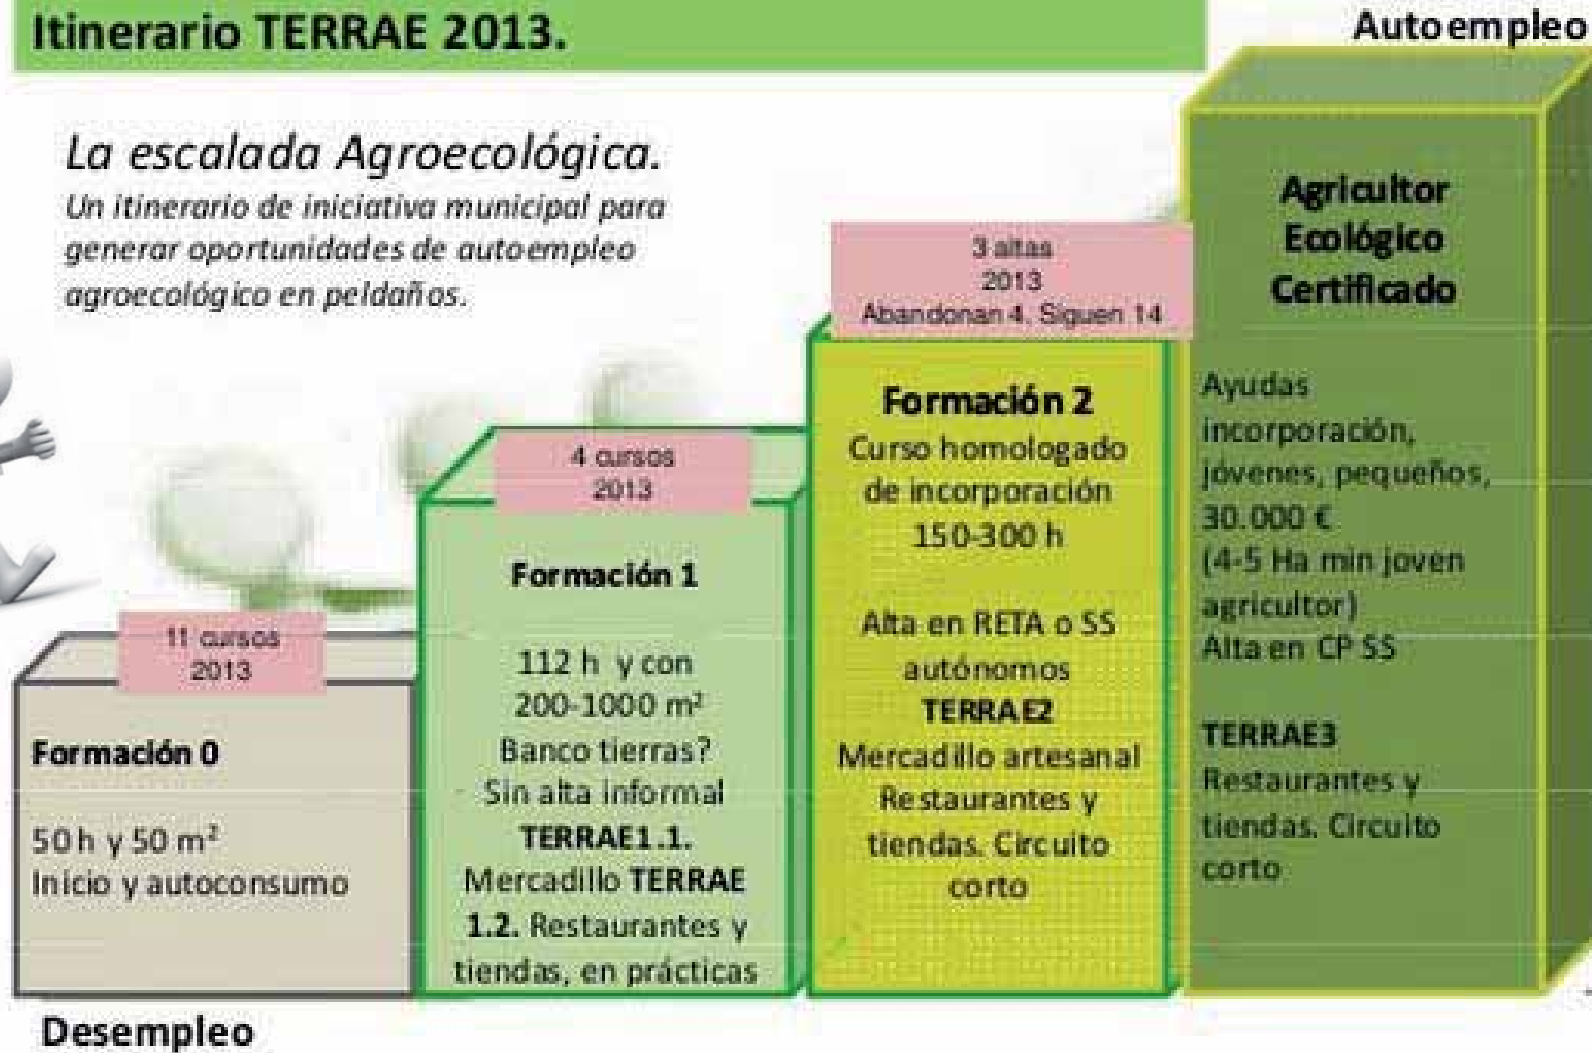 Itinerario TERRAE 2013.
Autoempleo
La escalada Agroecológica.
Un itinerario de iniciativa municipal para
generar oportunidades de autoempleo
agroecológico en peldaños.
11 cursos
2013
Formación 0
50 h y 50 m²
Inicio y autoconsumo
Desempleo
4 cursos
2013
Formación 1
112 h y con
200-1000 m²
Banco tierras?
Sin alta informal
TERRAE1.1.
Mercadillo TERRAE
1.2. Restaurantes y
tiendas, en prácticas
3 altas
2013
Abandonan 4. Siguen 14
Formación 2
Curso homologado
de incorporación
150-300 h
Alta en RETA o SS
autónomos
TERRAE2
Mercadillo artesanal
Restaurantes y
tiendas. Circuito
corto
Agricultor
Ecológico
Certificado
Ayudas
incorporación,
jóvenes, pequeños,
30.000 €
(4-5 Ha min joven
agricultor)
Alta en CP SS
TERRAE3
Restaurantes y
tiendas. Circuito
corto